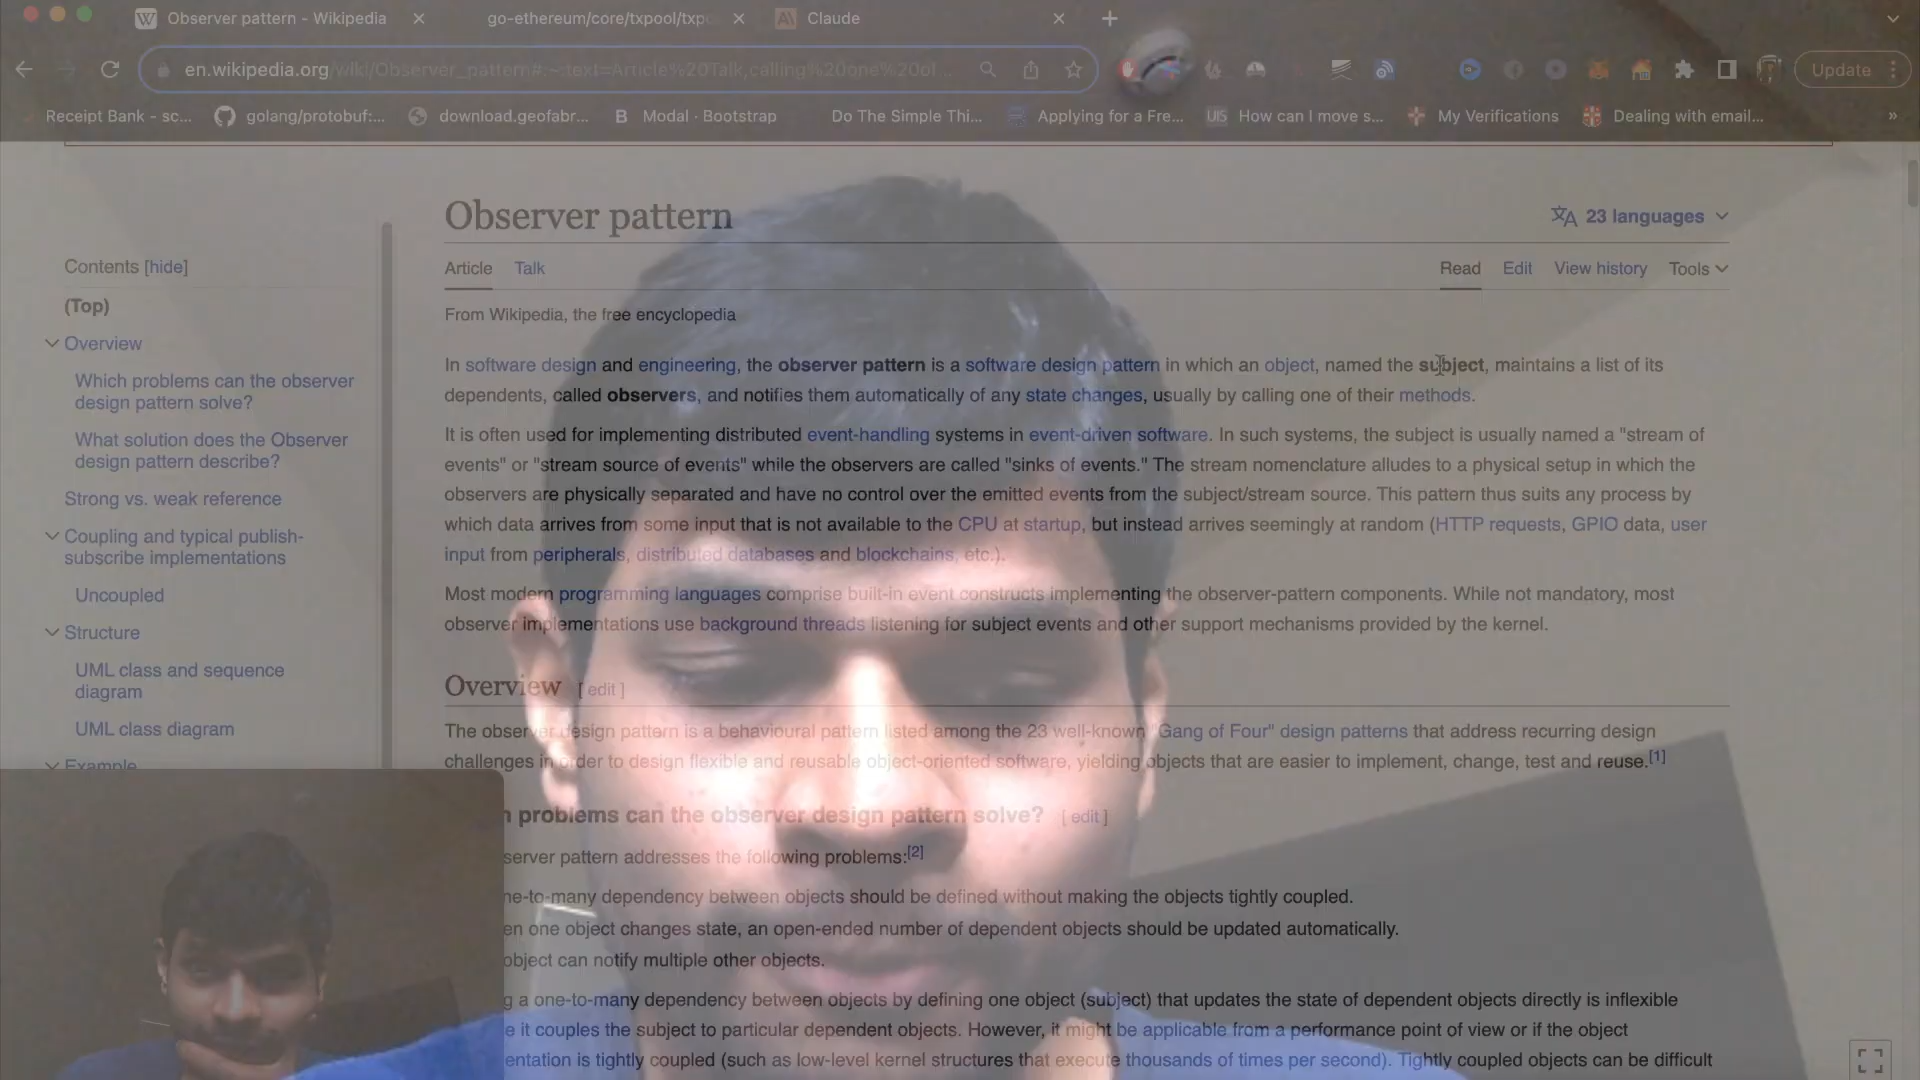 Observer pattern - Wikipedia
go-ethereum/core/txpool/txpo
Claude
en.wikipedia.org/wiki/Observer_pattern#:~:text=Article%20Talk,calling%20one%20of...
Update
Receipt Bank - sc...
golang/protobuf:...
download.geofabr...
B Modal · Bootstrap
Do The Simple Thi...
Applying for a Fre...
UIS How can I move s...
My Verifications
Dealing with email...
»
Observer pattern
23 languages
Contents [hide]
Article Talk
Read Edit View history Tools
(Top)
From Wikipedia, the free encyclopedia
Overview
Which problems can the observer
design pattern solve?
What solution does the Observer
design pattern describe?
Strong vs. weak reference
Coupling and typical publish-
subscribe implementations
Uncoupled
Structure
UML class and sequence
diagram
UML class diagram
Example
In software design and engineering, the observer pattern is a software design pattern in which an object, named the subject, maintains a list of its
dependents, called observers, and notifies them automatically of any state changes, usually by calling one of their methods.
It is often used for implementing distributed event-handling systems in event-driven software. In such systems, the subject is usually named a "stream of
events" or "stream source of events" while the observers are called "sinks of events." The stream nomenclature alludes to a physical setup in which the
observers are physically separated and have no control over the emitted events from the subject/stream source. This pattern thus suits any process by
which data arrives from some input that is not available to the CPU at startup, but instead arrives seemingly at random (HTTP requests, GPIO data, user
input from peripherals, distributed databases and blockchains, etc.).
Most modern programming languages comprise built-in event constructs implementing the observer-pattern components. While not mandatory, most
observer implementations use background threads listening for subject events and other support mechanisms provided by the kernel.
Overview [ edit ]
The observer design pattern is a behavioural pattern listed among the 23 well-known "Gang of Four" design patterns that address recurring design
challenges in order to design flexible and reusable object-oriented software, yielding objects that are easier to implement, change, test and reuse.[1]
problems can the observer design pattern solve? [ edit ]
server pattern addresses the following problems:[2]
ne-to-many dependency between objects should be defined without making the objects tightly coupled.
en one object changes state, an open-ended number of dependent objects should be updated automatically.
object can notify multiple other objects.
g a one-to-many dependency between objects by defining one object (subject) that updates the state of dependent objects directly is inflexible
e it couples the subject to particular dependent objects. However, it might be applicable from a performance point of view or if the object
entation is tightly coupled (such as low-level kernel structures that execute thousands of times per second). Tightly coupled objects can be difficult